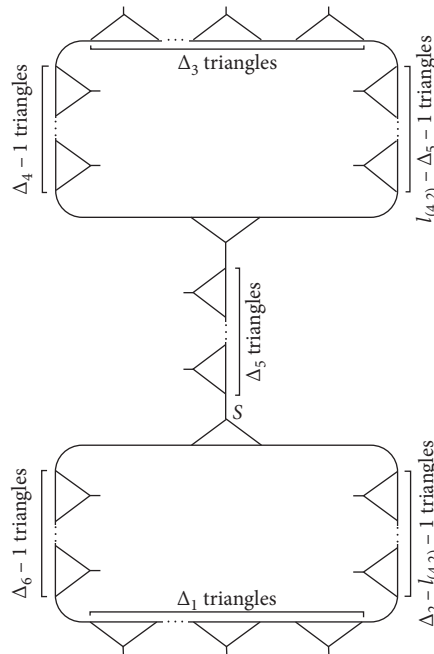 Δ₃ triangles
Δ₄ – 1 triangles
l₍₄,₂₎ – Δ₅ – 1 triangles
Δ₅ triangles
S
Δ₆ – 1 triangles
Δ₁ triangles
Δ₂ – l₍₄,₂₎ – 1 triangles